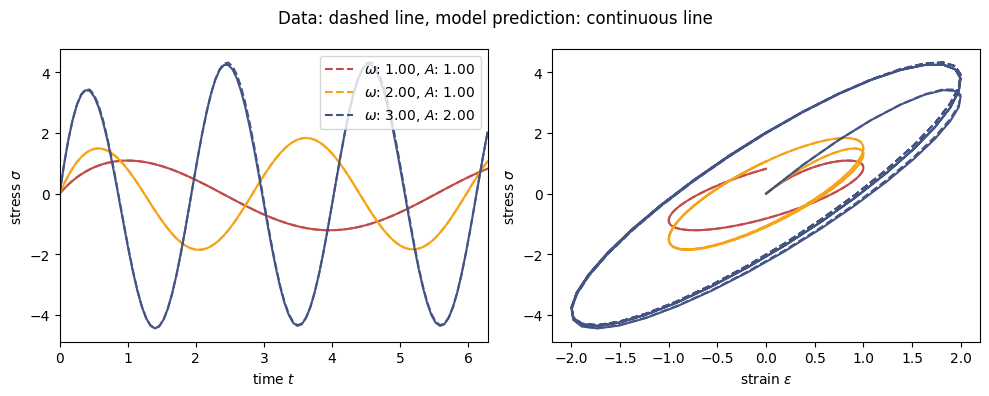 Data: dashed line, model prediction: continuous line
stress σ
4
2
0
−2
−4
ω: 1.00, A: 1.00
ω: 2.00, A: 1.00
ω: 3.00, A: 2.00
0 1 2 3 4 5 6
time t
stress σ
4
2
0
−2
−4
−2.0 −1.5 −1.0 −0.5 0.0 0.5 1.0 1.5 2.0
strain ε